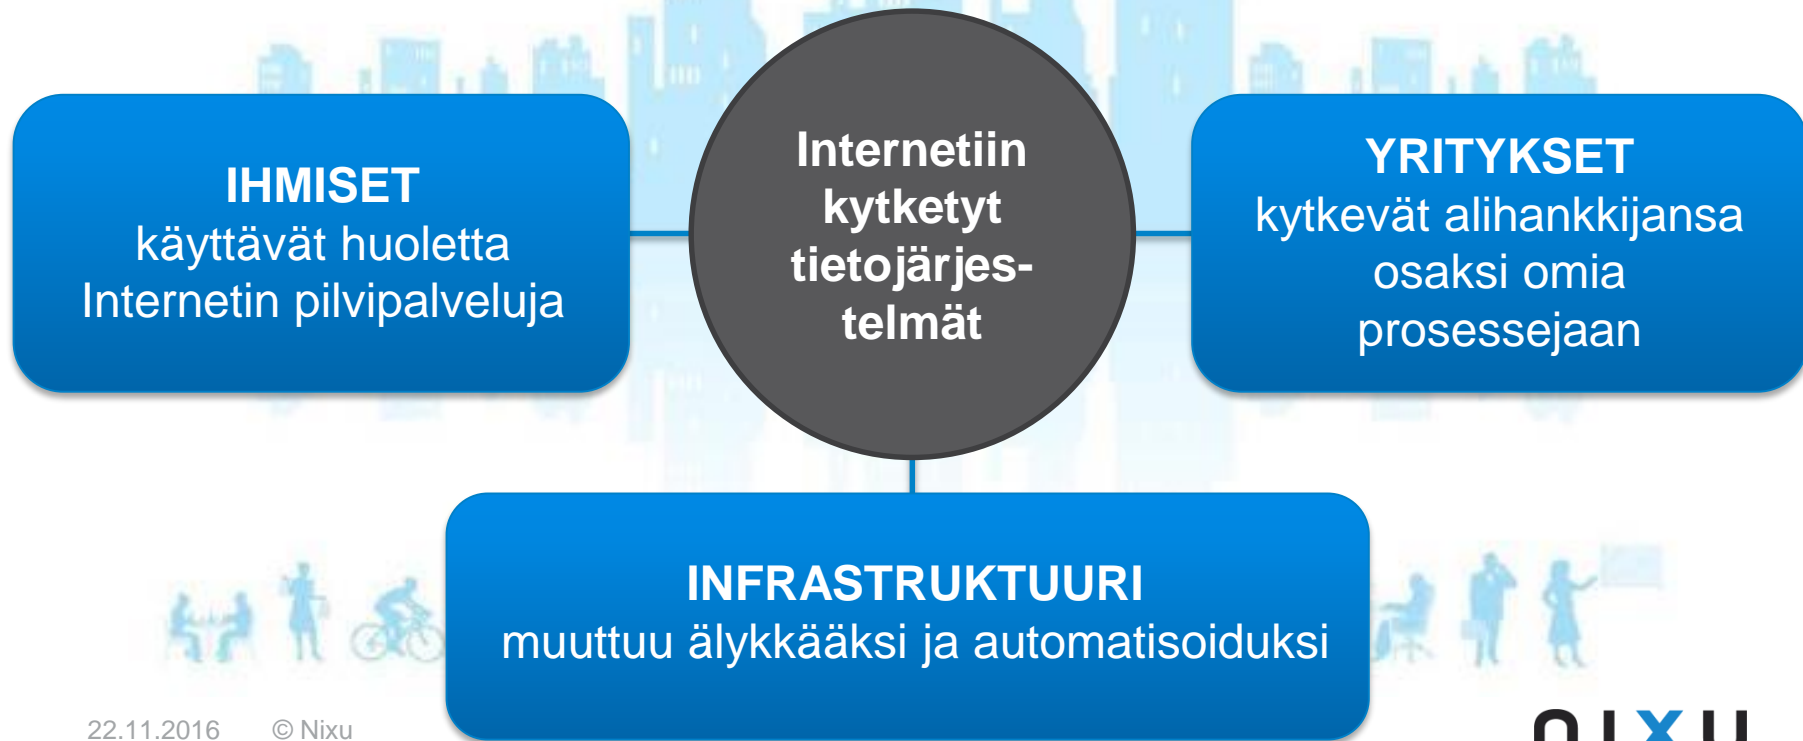 IHMISET
käyttävät huoletta
Internetin pilvipalveluja
Internetiin
kytketyt
tietojärjes-
telmät
YRITYKSET
kytkevät alihankkijansa
osaksi omia
prosessejaan
INFRASTRUKTUURI
muuttuu älykkääksi ja automatisoiduksi
22.11.2016 © Nixu
nixu